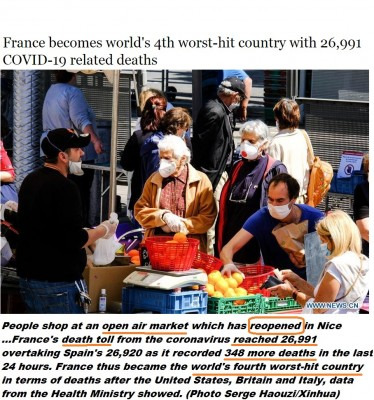 France becomes world's 4th worst-hit country with 26,991
COVID-19 related deaths
WWW.NEWS.CN
People shop at an open air market which has reopened in Nice
...France's death toll from the coronavirus reached 26,991
overtaking Spain's 26,920 as it recorded 348 more deaths in the last
24 hours. France thus became the world's fourth worst-hit country
in terms of deaths after the United States, Britain and Italy, data
from the Health Ministry showed. (Photo Serge Haouzi/Xinhua)